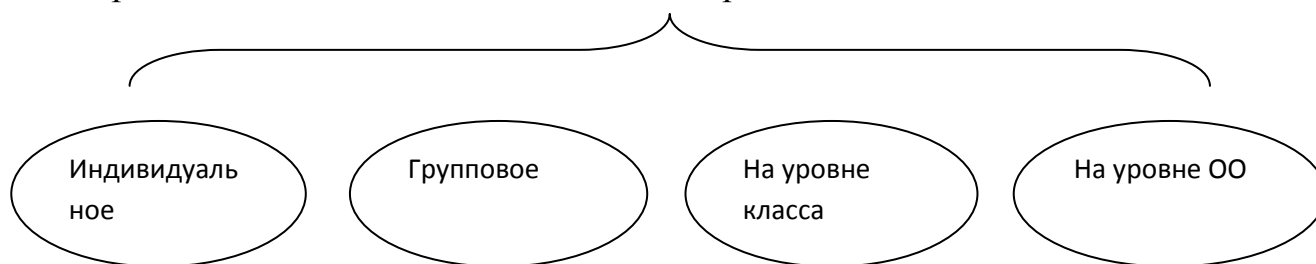 Индивидуаль
ное
Групповое
На уровне
класса
На уровне ОО